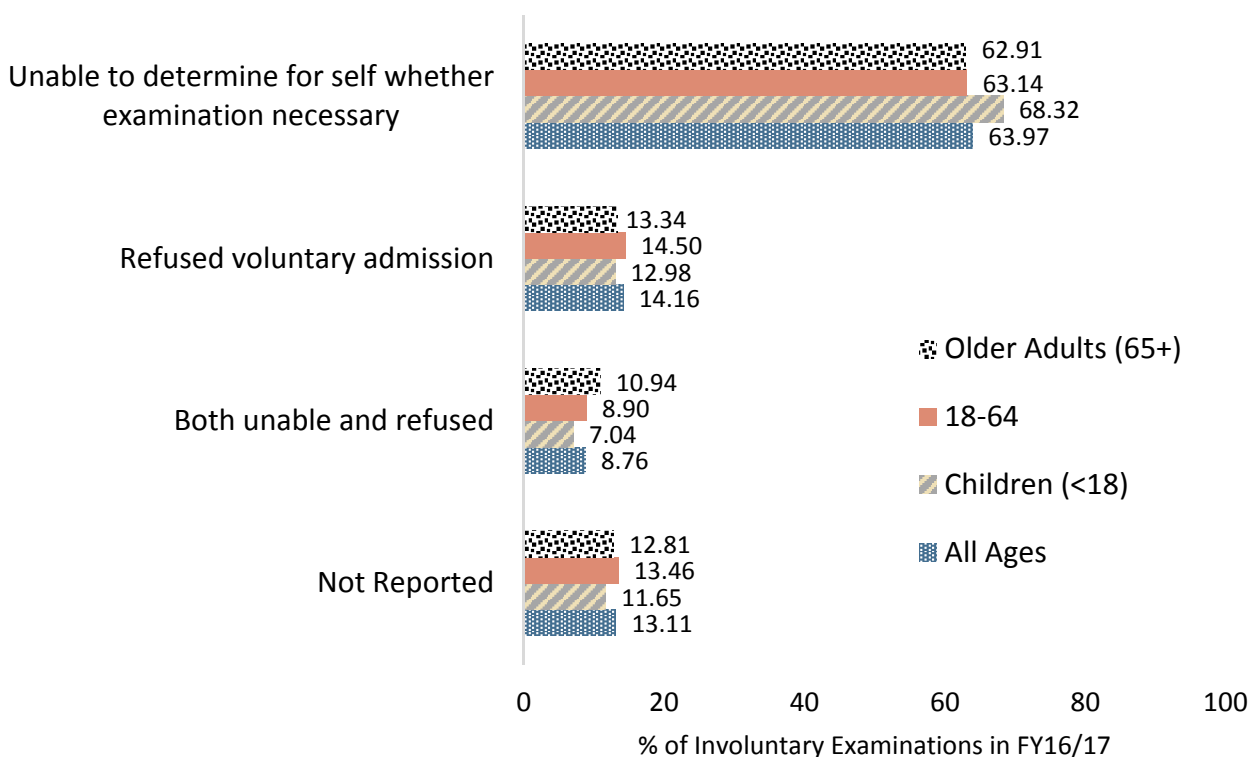 Unable to determine for self whether
examination necessary
62.91
63.14
68.32
63.97
Refused voluntary admission
13.34
14.50
12.98
14.16
Both unable and refused
10.94
8.90
7.04
8.76
Not Reported
12.81
13.46
11.65
13.11
Older Adults (65+)
18-64
Children (<18)
All Ages
0 20 40 60 80 100
% of Involuntary Examinations in FY16/17